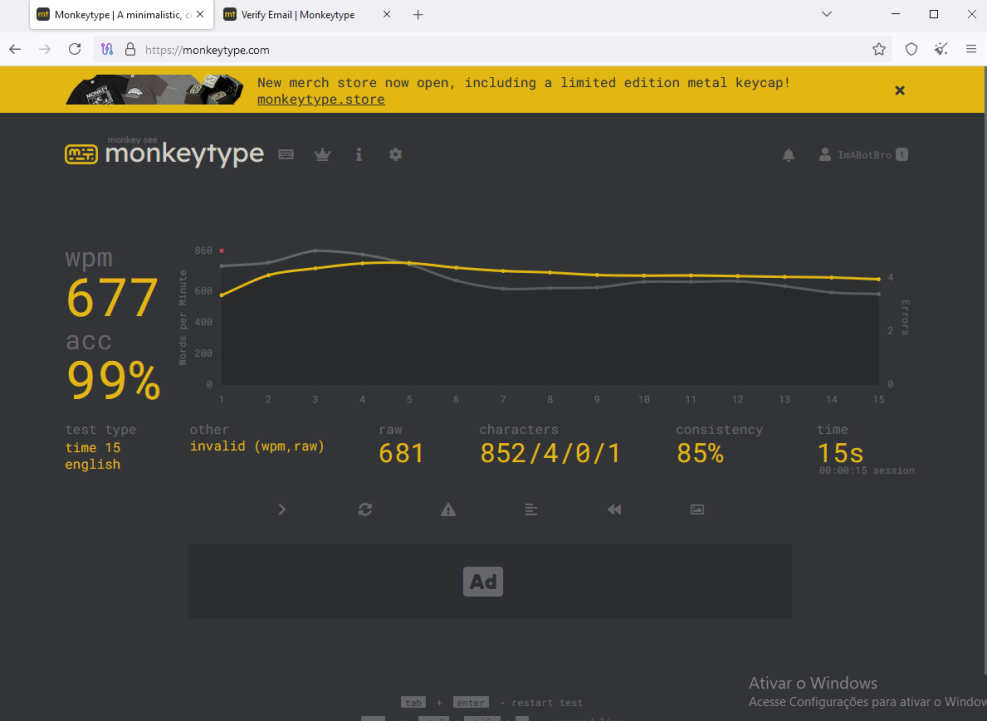 Monkeytype | A minimalistic, cu
Verify Email | Monkeytype
https://monkeytype.com
New merch store now open, including a limited edition metal keycap!
monkeytype.store
monkey see
monkeytype
ImABotBro 1
wpm
677
acc
99%
Words per Minute
860
600
400
200
0
1 2 3 4 5 6 7 8 9 10 11 12 13 14 15
4
2
0
Errors
test type
time 15
english
other
invalid (wpm,raw)
raw
681
characters
852/4/0/1
consistency
85%
time
15s
00:00:15 session
Ad
tab + enter - restart test
Ativar o Windows
Acesse Configurações para ativar o Window